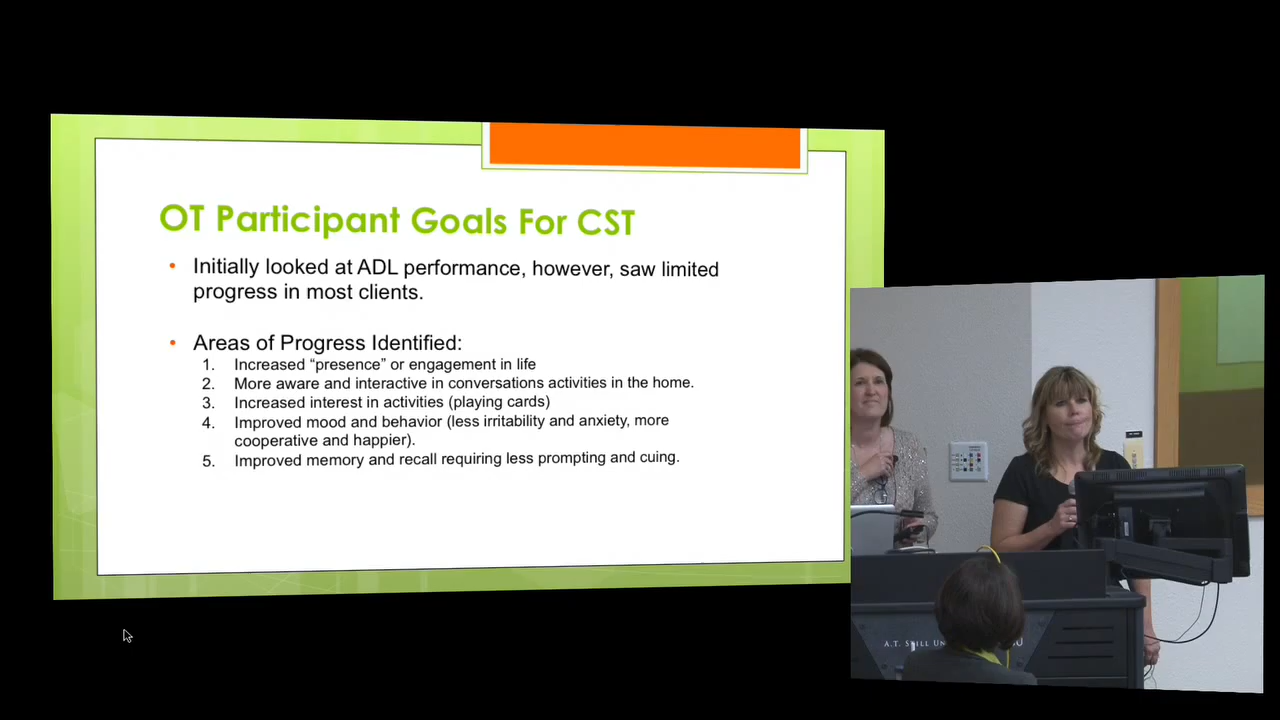 OT Participant Goals For CST
• Initially looked at ADL performance, however, saw limited
progress in most clients.
• Areas of Progress Identified:
1. Increased “presence” or engagement in life
2. More aware and interactive in conversations activities in the home.
3. Increased interest in activities (playing cards)
4. Improved mood and behavior (less irritability and anxiety, more
cooperative and happier).
5. Improved memory and recall requiring less prompting and cuing.
A.T. STILL